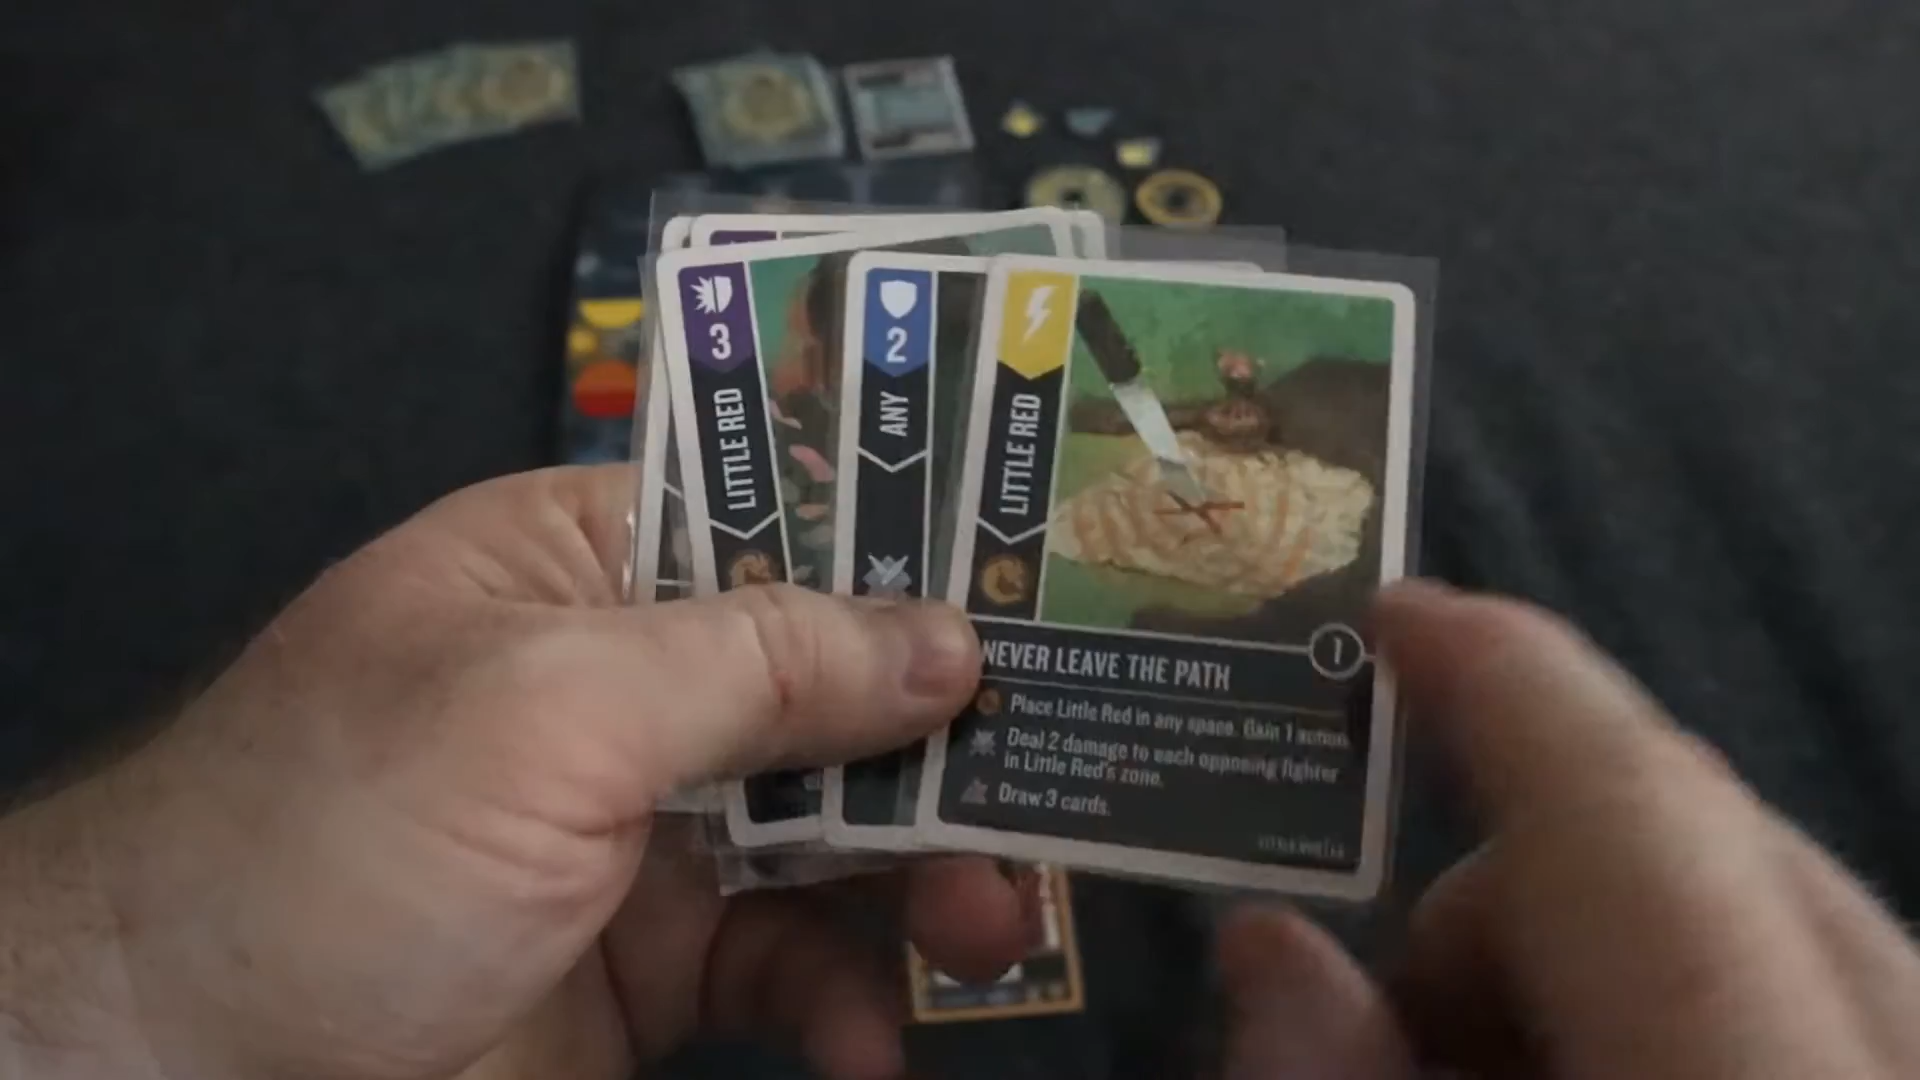 3
LITTLE RED
2
ANY
LITTLE RED
NEVER LEAVE THE PATH
1
Place Little Red in any space. Gain 1 action.
Deal 2 damage to each opposing fighter
in Little Red's zone.
Draw 3 cards.